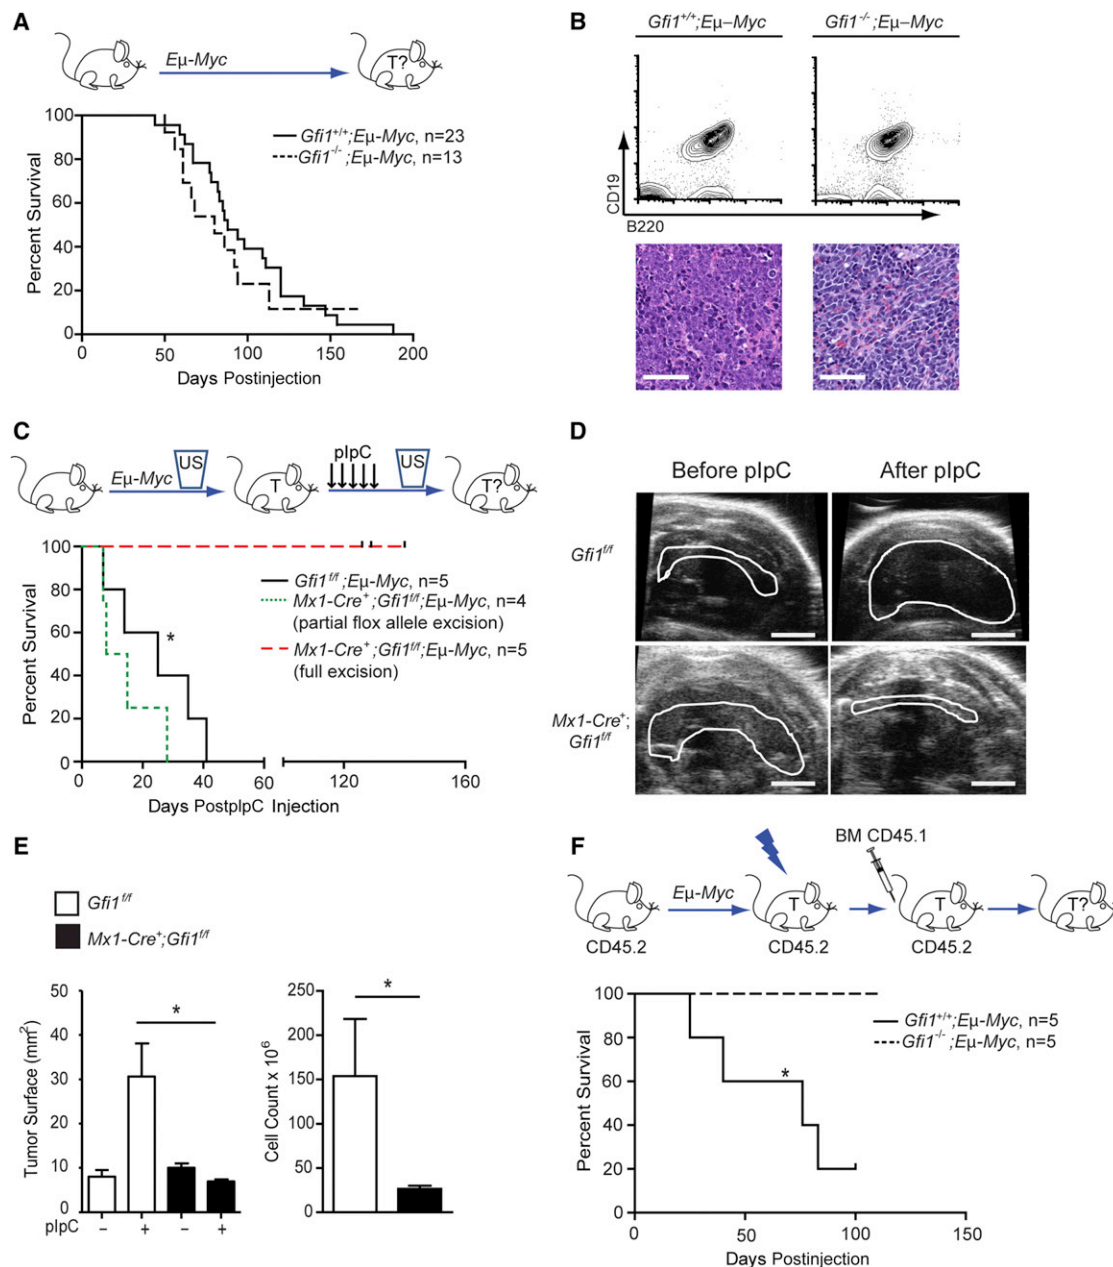 A
Eμ-Myc
T?
Percent Survival
100
80
60
40
20
0
Gfi1+/+;Eμ-Myc, n=23
Gfi1-/- ;Eμ-Myc, n=13
0 50 100 150 200
Days Postinjection
B
Gfi1+/+;Eμ–Myc
Gfi1-/-;Eμ–Myc
CD19
B220
C
Eμ-Myc
US
T
pIpC
US
T?
Percent Survival
100
80
60
40
20
0
*
Gfi1f/f ;Eμ-Myc, n=5
Mx1-Cre+;Gfi1f/f;Eμ-Myc, n=4
(partial flox allele excision)
Mx1-Cre+;Gfi1f/f;Eμ-Myc, n=5
(full excision)
0 20 40 60 120 160
Days PostpIpC Injection
D
Before pIpC
After pIpC
Gfi1f/f
Mx1-Cre+;
Gfi1f/f
E
Gfi1f/f
Mx1-Cre+;Gfi1f/f
Tumor Surface (mm2)
50
40
30
20
10
0
*
pIpC − + − +
Cell Count x 106
250
200
150
100
50
0
*
F
BM CD45.1
Eμ-Myc
T
T
T?
CD45.2
CD45.2
CD45.2
Percent Survival
100
80
60
40
20
0
*
Gfi1+/+;Eμ-Myc, n=5
Gfi1-/- ;Eμ-Myc, n=5
0 50 100 150
Days Postinjection